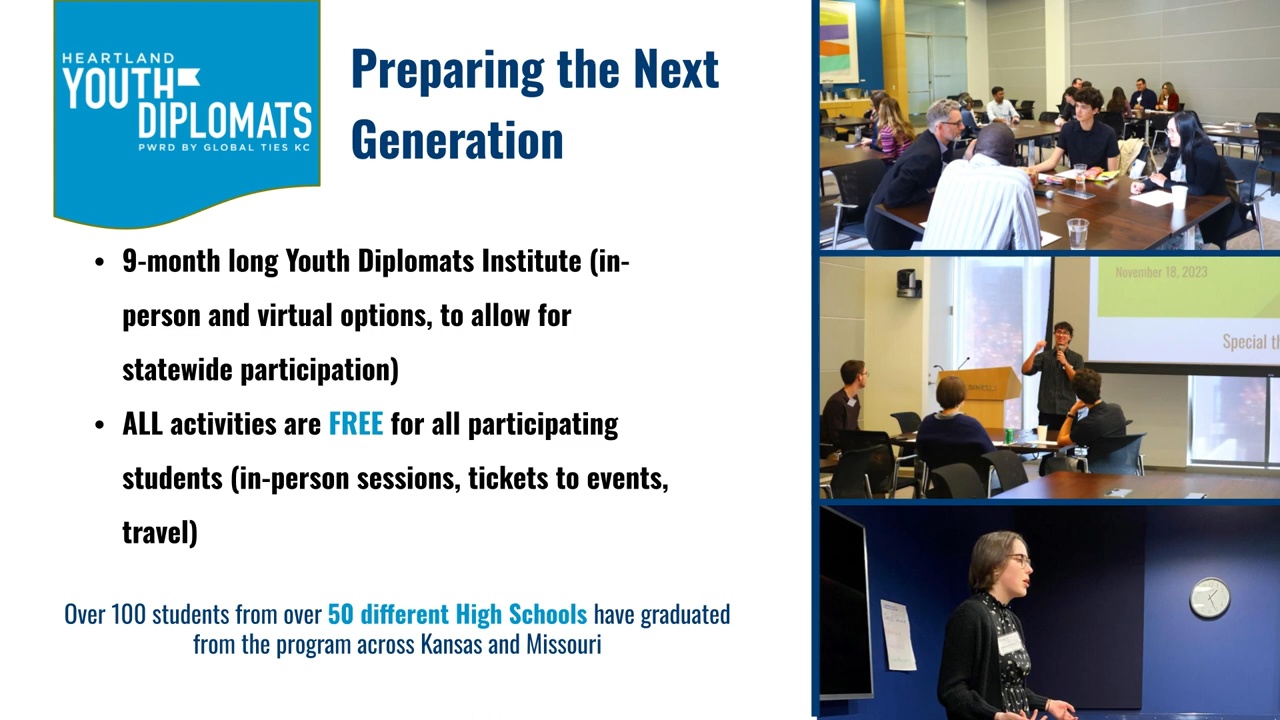 HEARTLAND
YOUTH
DIPLOMATS
PWRD BY GLOBAL TIES KC
Preparing the Next
Generation
• 9-month long Youth Diplomats Institute (in-
person and virtual options, to allow for
statewide participation)
• ALL activities are FREE for all participating
students (in-person sessions, tickets to events,
travel)
Over 100 students from over 50 different High Schools have graduated
from the program across Kansas and Missouri
November 18, 2023
Special th